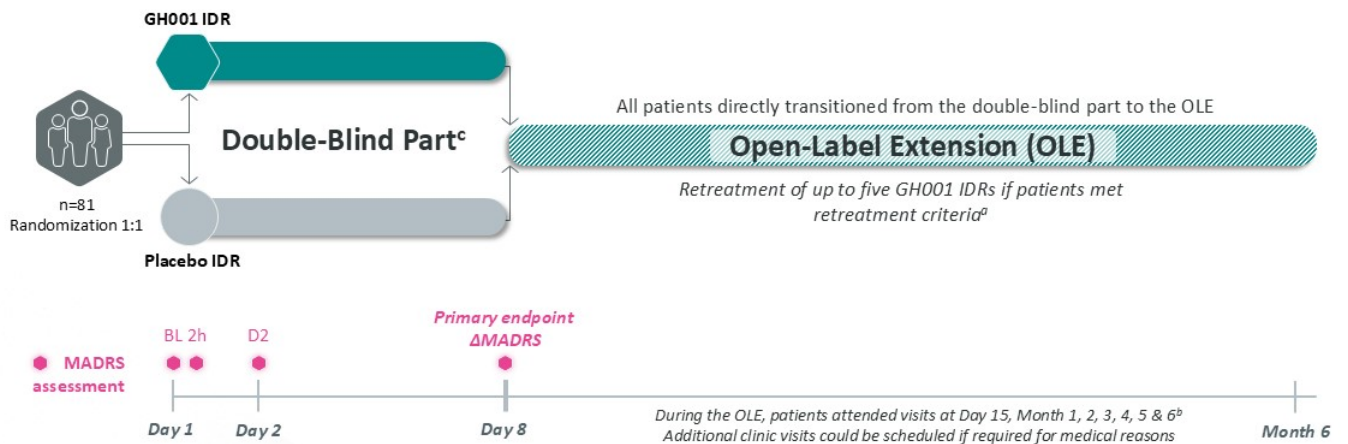 GH001 IDR
n=81
Randomization 1:1
Double-Blind Partᶜ
Placebo IDR
All patients directly transitioned from the double-blind part to the OLE
Open-Label Extension (OLE)
Retreatment of up to five GH001 IDRs if patients met
retreatment criteriaᵃ
MADRS
assessment
BL 2h
D2
Primary endpoint
ΔMADRS
Day 1
Day 2
Day 8
During the OLE, patients attended visits at Day 15, Month 1, 2, 3, 4, 5 & 6ᵇ
Additional clinic visits could be scheduled if required for medical reasons
Month 6